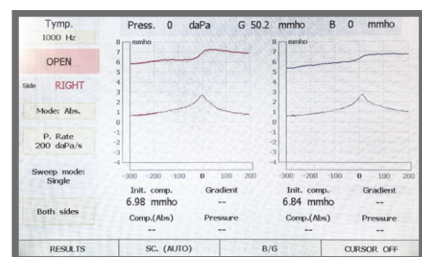 Tymp.
1000 Hz
Press. 0 daPa G 50.2 mmho B 0 mmho
OPEN
Side RIGHT
Mode: Abs.
P. Rate
200 daPa/s
Sweep mode:
Single
Both sides
mmho
8
7
6
5
4
3
2
1
0
-1
-2
-3
-4
-300 -200 -100 0 100 200
mmho
8
7
6
5
4
3
2
1
0
-1
-2
-3
-4
-300 -200 -100 0 100 200
Init. comp. Gradient
6.98 mmho --
Comp.(Abs) Pressure
-- --
Init. comp. Gradient
6.84 mmho --
Comp.(Abs) Pressure
-- --
RESULTS SC. (AUTO) B/G CURSOR OFF